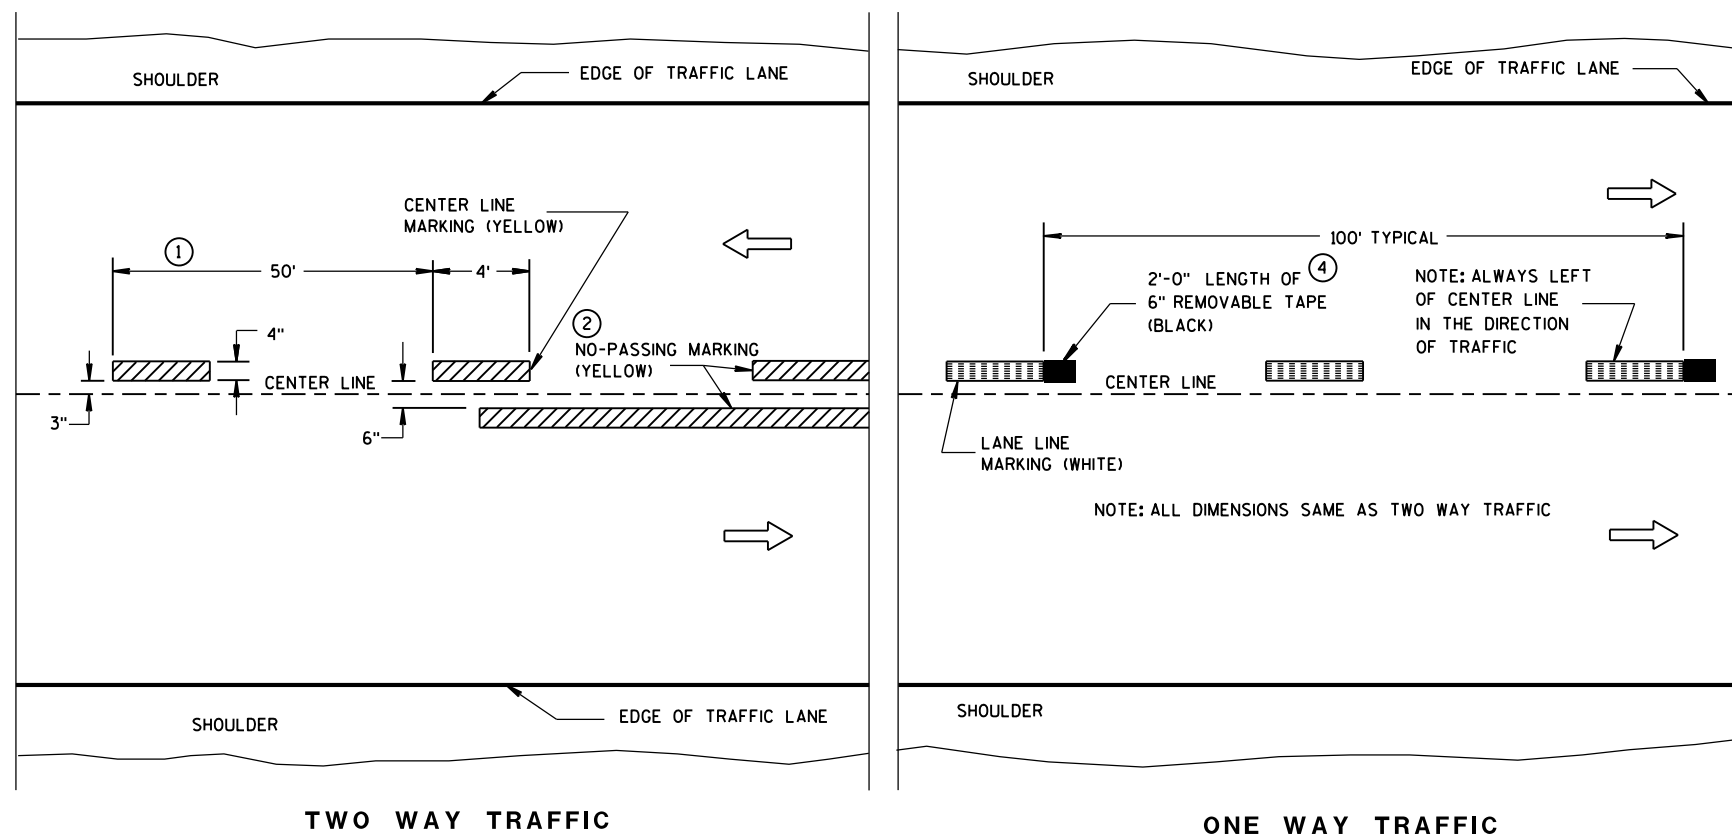 SHOULDER
EDGE OF TRAFFIC LANE
CENTER LINE
MARKING (YELLOW)
1
50'
4'
4"
2
NO-PASSING MARKING
(YELLOW)
CENTER LINE
3"
6"
EDGE OF TRAFFIC LANE
SHOULDER
TWO WAY TRAFFIC
SHOULDER
EDGE OF TRAFFIC LANE
100' TYPICAL
2'-0" LENGTH OF 4
6" REMOVABLE TAPE
(BLACK)
NOTE: ALWAYS LEFT
OF CENTER LINE
IN THE DIRECTION
OF TRAFFIC
CENTER LINE
LANE LINE
MARKING (WHITE)
NOTE: ALL DIMENSIONS SAME AS TWO WAY TRAFFIC
SHOULDER
ONE WAY TRAFFIC